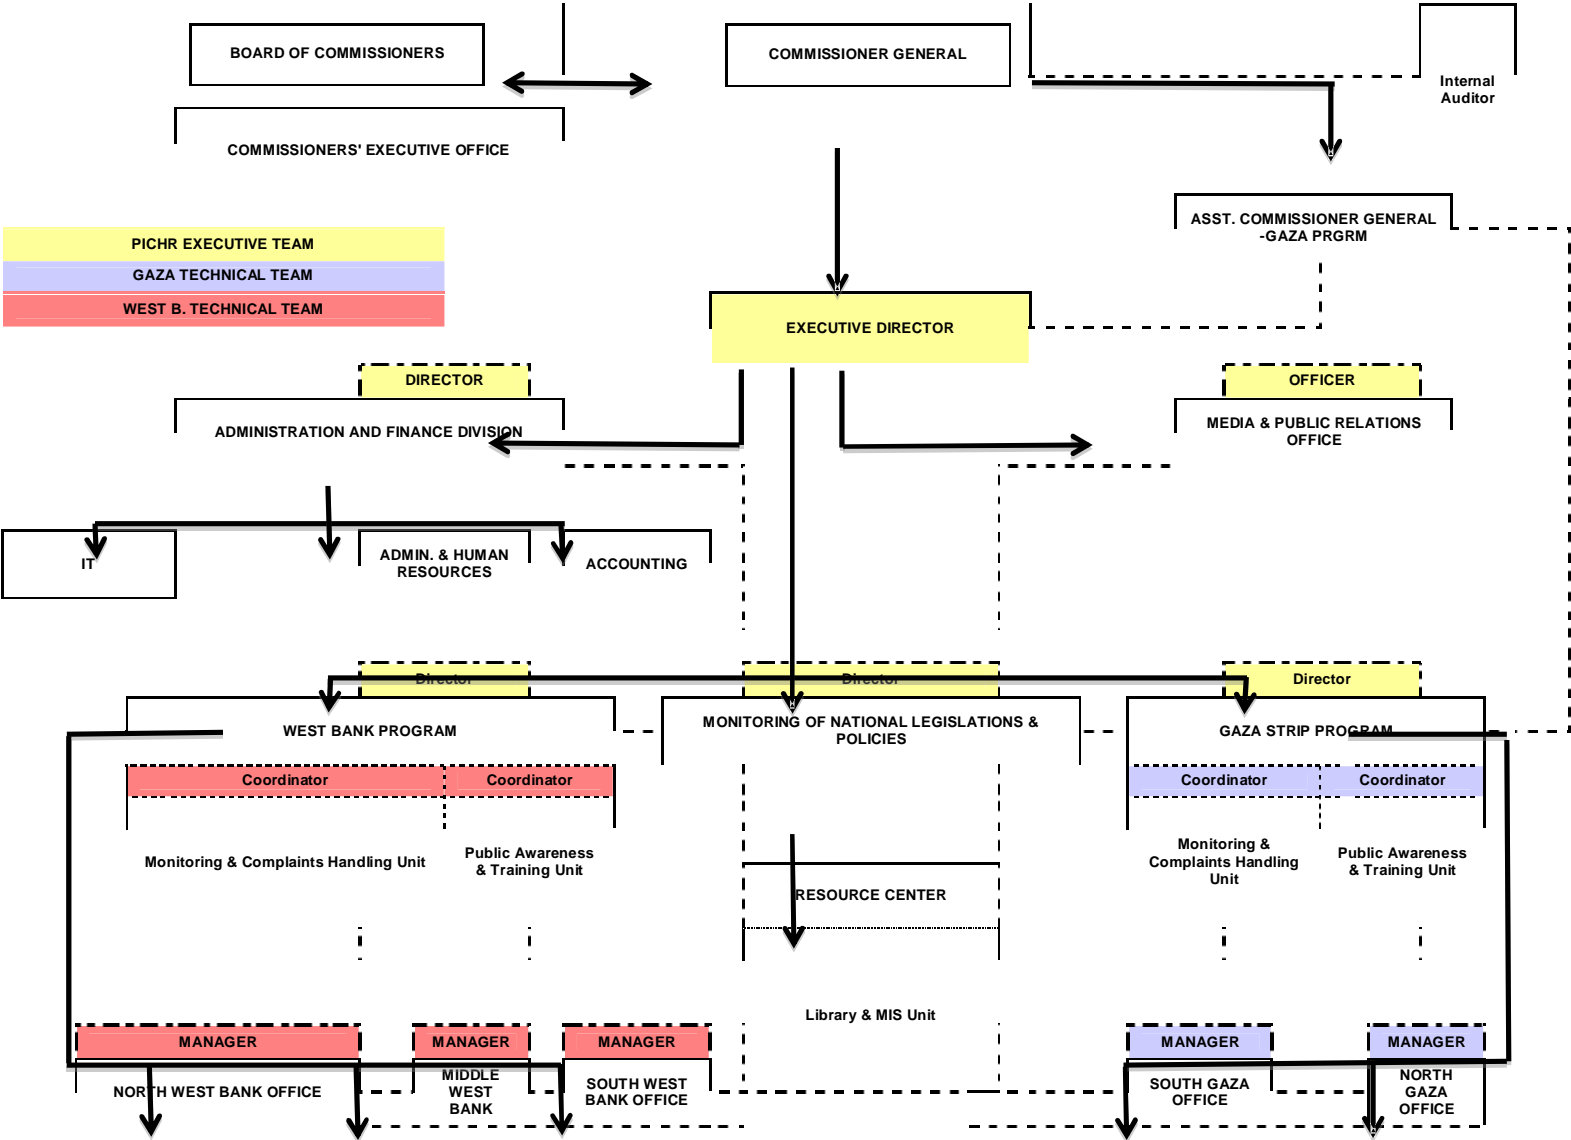 BOARD OF COMMISSIONERS
COMMISSIONER GENERAL
Internal
Auditor
COMMISSIONERS' EXECUTIVE OFFICE
ASST. COMMISSIONER GENERAL
-GAZA PRGRM
PICHR EXECUTIVE TEAM
GAZA TECHNICAL TEAM
WEST B. TECHNICAL TEAM
EXECUTIVE DIRECTOR
DIRECTOR
OFFICER
ADMINISTRATION AND FINANCE DIVISION
MEDIA & PUBLIC RELATIONS
OFFICE
IT
ADMIN. & HUMAN
RESOURCES
ACCOUNTING
Director
Director
Director
WEST BANK PROGRAM
MONITORING OF NATIONAL LEGISLATIONS &
POLICIES
GAZA STRIP PROGRAM
Coordinator
Coordinator
Coordinator
Coordinator
Monitoring & Complaints Handling Unit
Public Awareness
& Training Unit
Monitoring &
Complaints Handling
Unit
Public Awareness
& Training Unit
RESOURCE CENTER
Library & MIS Unit
MANAGER
MANAGER
MANAGER
MANAGER
MANAGER
NORTH WEST BANK OFFICE
MIDDLE
WEST
BANK
SOUTH WEST
BANK OFFICE
SOUTH GAZA
OFFICE
NORTH
GAZA
OFFICE